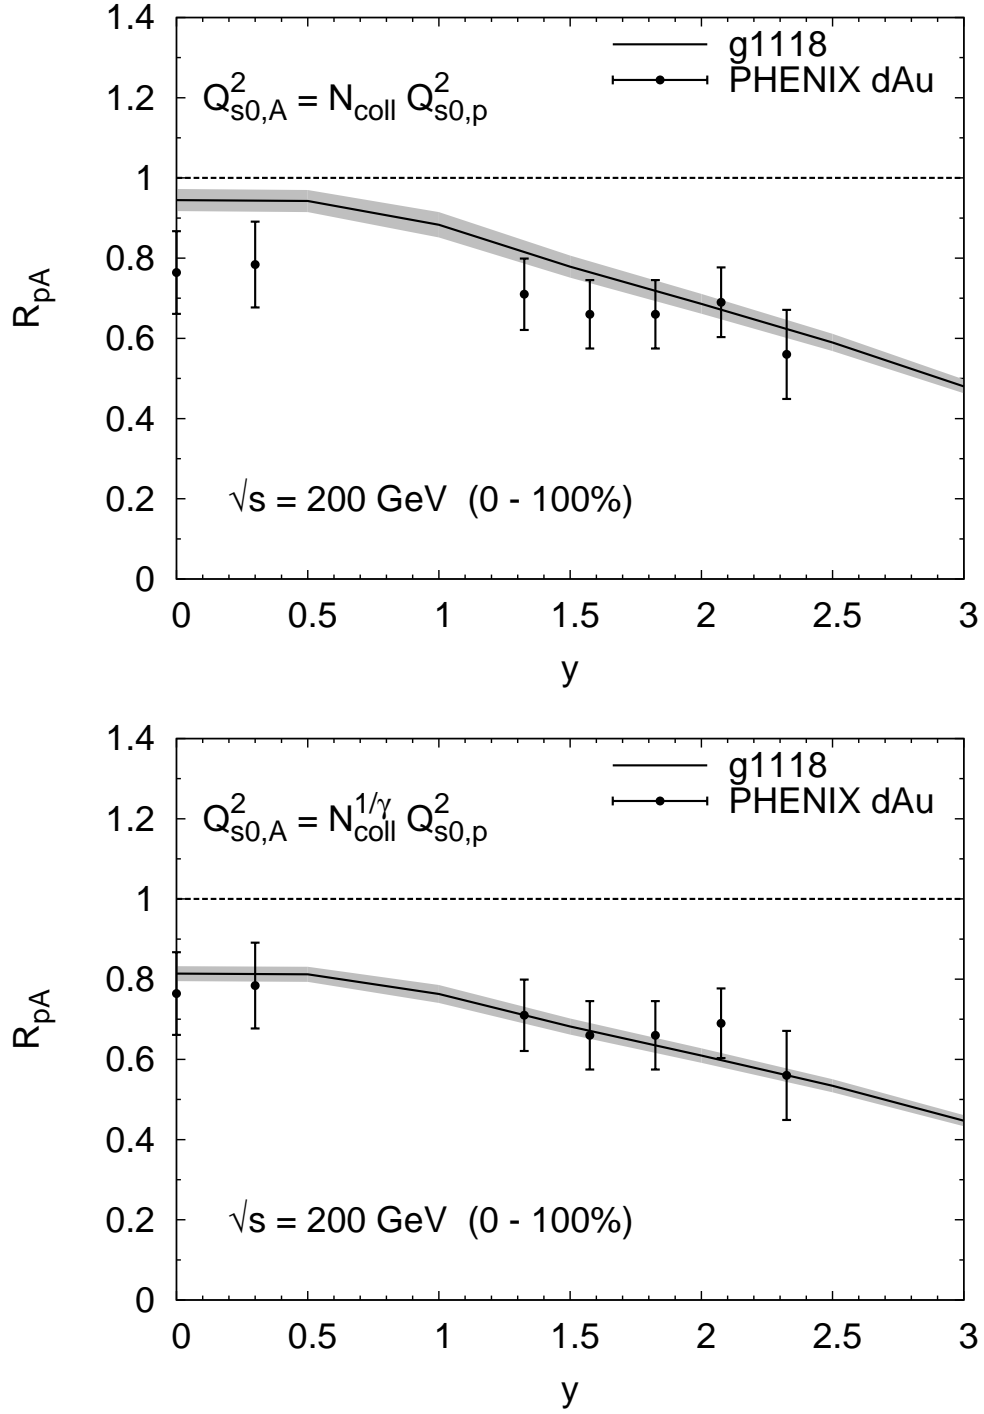 1.4
g1118
PHENIX dAu
1.2
Q²s0,A = Ncoll Q²s0,p
1
0.8
RpA
0.6
0.4
√s = 200 GeV (0 - 100%)
0.2
0
0 0.5 1 1.5 2 2.5 3
y
1.4
g1118
PHENIX dAu
1.2
Q²s0,A = N^{1/γ}coll Q²s0,p
1
0.8
RpA
0.6
0.4
√s = 200 GeV (0 - 100%)
0.2
0
0 0.5 1 1.5 2 2.5 3
y